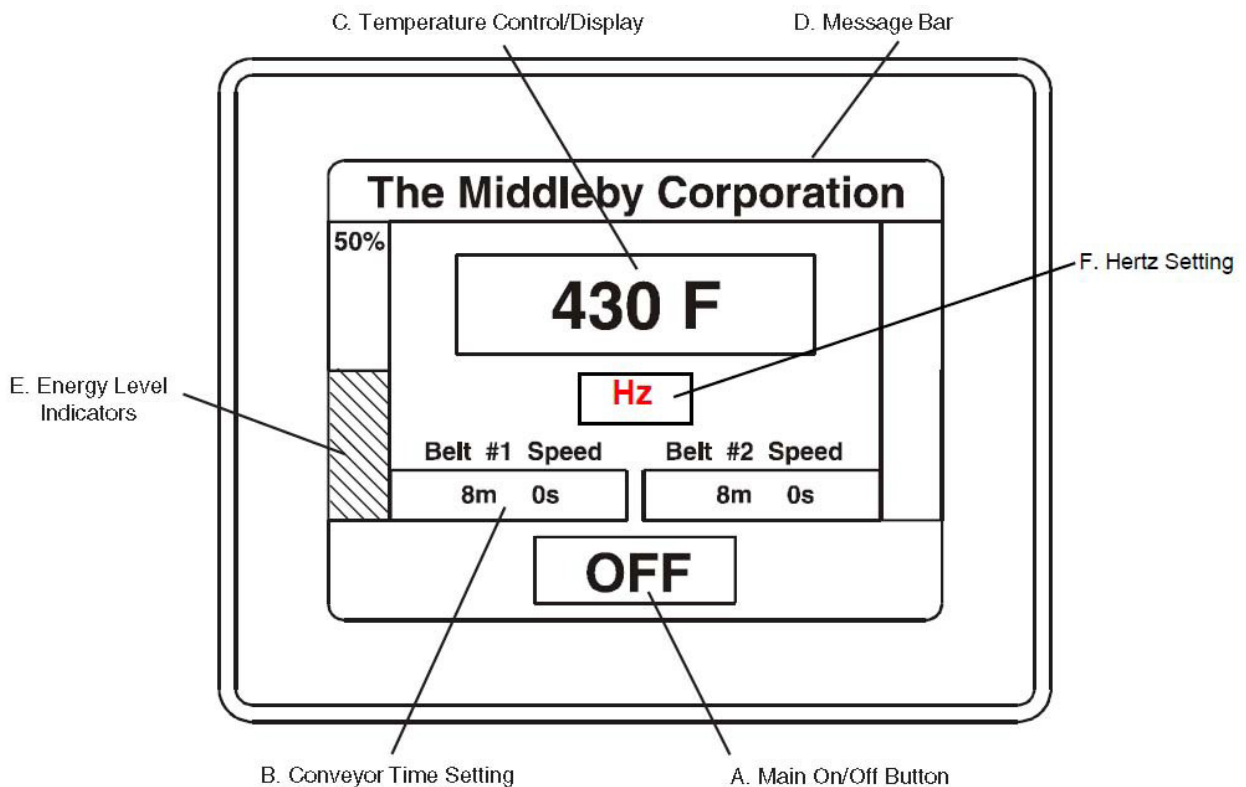 C. Temperature Control/Display
D. Message Bar
The Middleby Corporation
50%
430 F
F. Hertz Setting
Hz
E. Energy Level
Indicators
Belt #1 Speed
Belt #2 Speed
8m 0s
8m 0s
OFF
B. Conveyor Time Setting
A. Main On/Off Button